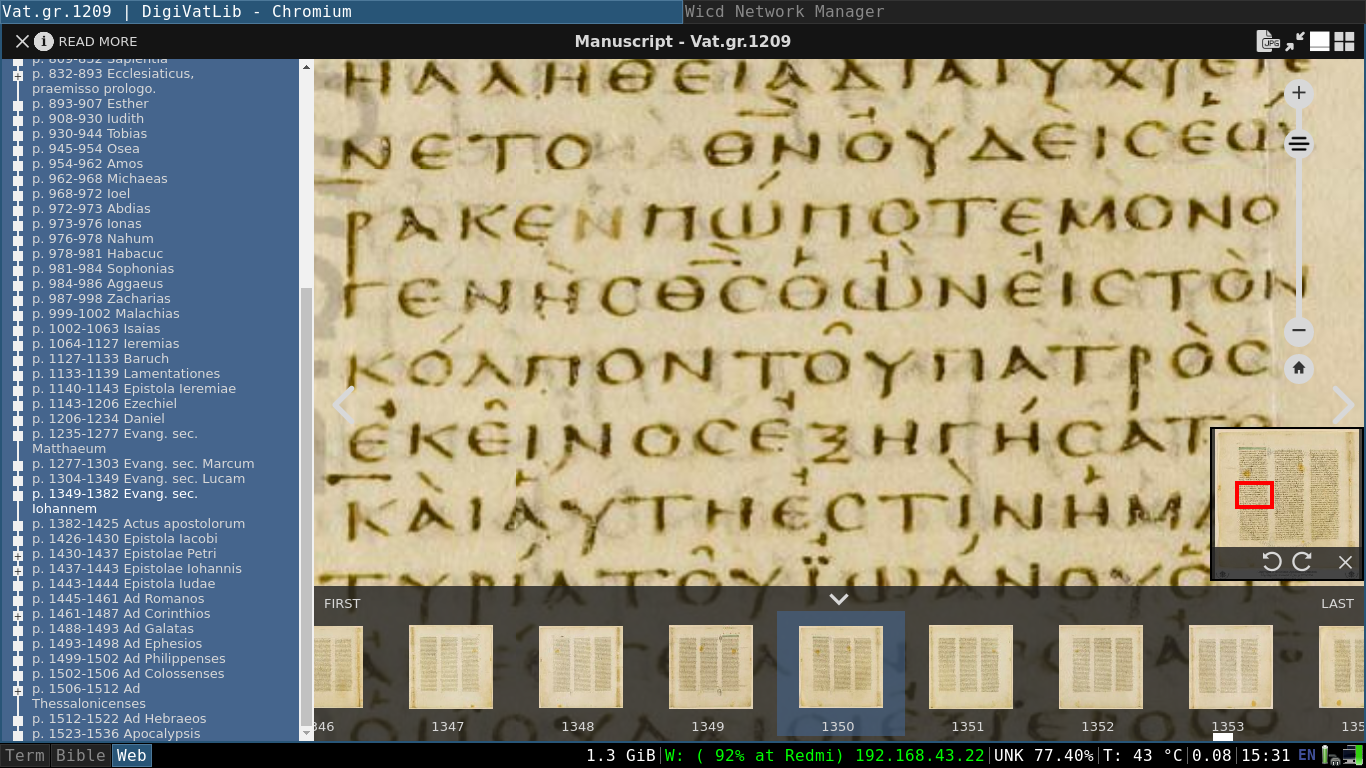 Vat.gr.1209 | DigiVatLib - Chromium
Wicd Network Manager
READ MORE
Manuscript - Vat.gr.1209
JPG
p. 809-832 Sapientia
p. 832-893 Ecclesiaticus,
praemisso prologo.
p. 893-907 Esther
p. 908-930 Iudith
p. 930-944 Tobias
p. 945-954 Osea
p. 954-962 Amos
p. 962-968 Michaeas
p. 968-972 Ioel
p. 972-973 Abdias
p. 973-976 Ionas
p. 976-978 Nahum
p. 978-981 Habacuc
p. 981-984 Sophonias
p. 984-986 Aggaeus
p. 987-998 Zacharias
p. 999-1002 Malachias
p. 1002-1063 Isaias
p. 1064-1127 Ieremias
p. 1127-1133 Baruch
p. 1133-1139 Lamentationes
p. 1140-1143 Epistola Ieremiae
p. 1143-1206 Ezechiel
p. 1206-1234 Daniel
p. 1235-1277 Evang. sec.
Matthaeum
p. 1277-1303 Evang. sec. Marcum
p. 1304-1349 Evang. sec. Lucam
p. 1349-1382 Evang. sec.
Iohannem
p. 1382-1425 Actus apostolorum
p. 1426-1430 Epistola Iacobi
p. 1430-1437 Epistolae Petri
p. 1437-1443 Epistolae Iohannis
p. 1443-1444 Epistola Iudae
p. 1445-1461 Ad Romanos
p. 1461-1487 Ad Corinthios
p. 1488-1493 Ad Galatas
p. 1493-1498 Ad Ephesios
p. 1499-1502 Ad Philippenses
p. 1502-1506 Ad Colossenses
p. 1506-1512 Ad
Thessalonicenses
p. 1512-1522 Ad Hebraeos
p. 1523-1536 Apocalypsis
ΗΑΛΗΘΕΙΑΔΙΑΙΥΧΥΕΓΕ
ΝΕΤΟ ΘΝΟΥΔΕΙϹΕΩ
ΡΑΚΕΝΠΩΠΟΤΕΜΟΝΟ
ΓΕΝΗϹΘϹΟΩΝΕΙϹΤΟΝ
ΚΟΛΠΟΝΤΟΥΠΑΤΡΟϹ
ΕΚΕΙΝΟϹΕΞΗΓΗϹΑΤΟ
ΚΑΙΑΥΤΗΕϹΤΙΝΗΜΑ
ΤΥΡΙΑΤΟΥΪΩΑΝΟΥΟ
FIRST
LAST
346
1347
1348
1349
1350
1351
1352
1353
135
Term Bible Web
1.3 GiB|W: ( 92% at Redmi) 192.168.43.22|UNK 77.40%|T: 43 °C|0.08|15:31 EN